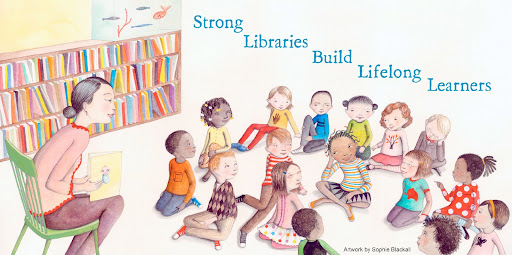 Strong
Libraries
Build
Lifelong
Learners
Artwork by Sophie Blackall